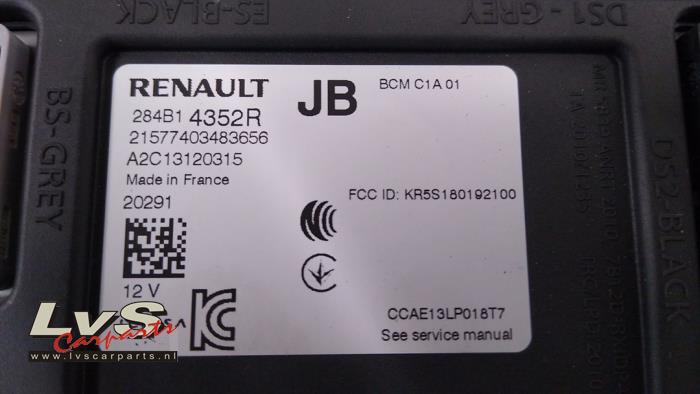 ES-BLACK
DS1 - GREY
BS-GREY
DS2-BLACK
RENAULT
JB
BCM C1A 01
284B1 4352R
21577403483656
A2C13120315
Made in France
20291
FCC ID: KR5S180192100
12 V
CCAE13LP018T7
See service manual
LvS
Carparts
www.lvscarparts.nl